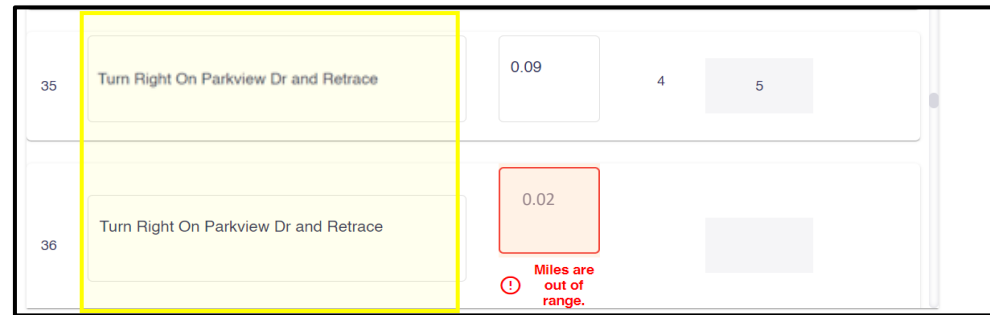 35
Turn Right On Parkview Dr and Retrace
0.09
4
5
36
Turn Right On Parkview Dr and Retrace
0.02
Miles are
out of
range.